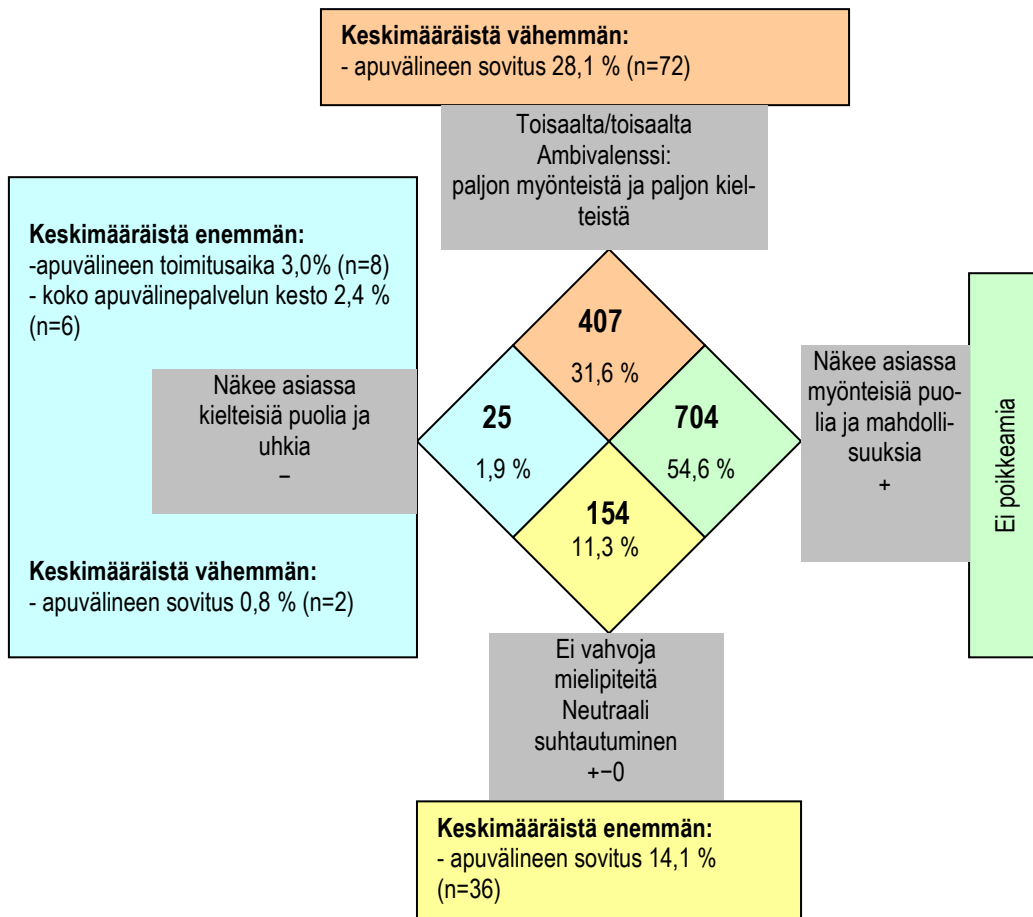 Keskimääräistä vähemmän:
- apuvälineen sovitus 28,1 % (n=72)
Toisaalta/toisaalta
Ambivalenssi:
paljon myönteistä ja paljon kiel-
teistä
Keskimääräistä enemmän:
-apuvälineen toimitusaika 3,0% (n=8)
- koko apuvälinepalvelun kesto 2,4 %
(n=6)
Näkee asiassa
kielteisiä puolia ja
uhkia
–
Keskimääräistä vähemmän:
- apuvälineen sovitus 0,8 % (n=2)
407
31,6 %
25
1,9 %
704
54,6 %
154
11,3 %
Näkee asiassa
myönteisiä puo-
lia ja mahdolli-
suuksia
+
Ei poikkeamia
Ei vahvoja
mielipiteitä
Neutraali
suhtautuminen
+–0
Keskimääräistä enemmän:
- apuvälineen sovitus 14,1 %
(n=36)